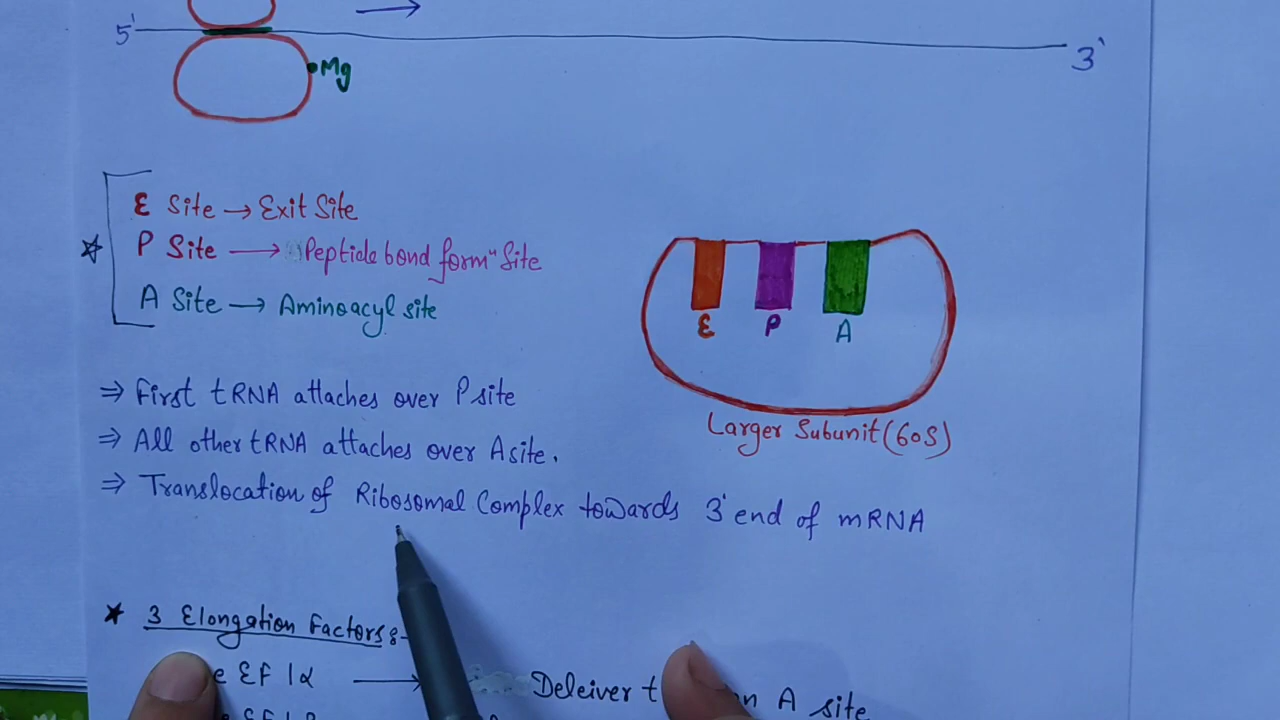 5'
3'
Mg
E Site → Exit Site
P Site → Peptide bond formⁿ Site
A Site → Aminoacyl site
E P A
Larger Subunit (60S)
⇒ First tRNA attaches over P site
⇒ All other tRNA attaches over A site.
⇒ Translocation of Ribosomal Complex towards 3' end of mRNA
★ 3 Elongation Factors:-
e EF 1α → Deleiver t A site